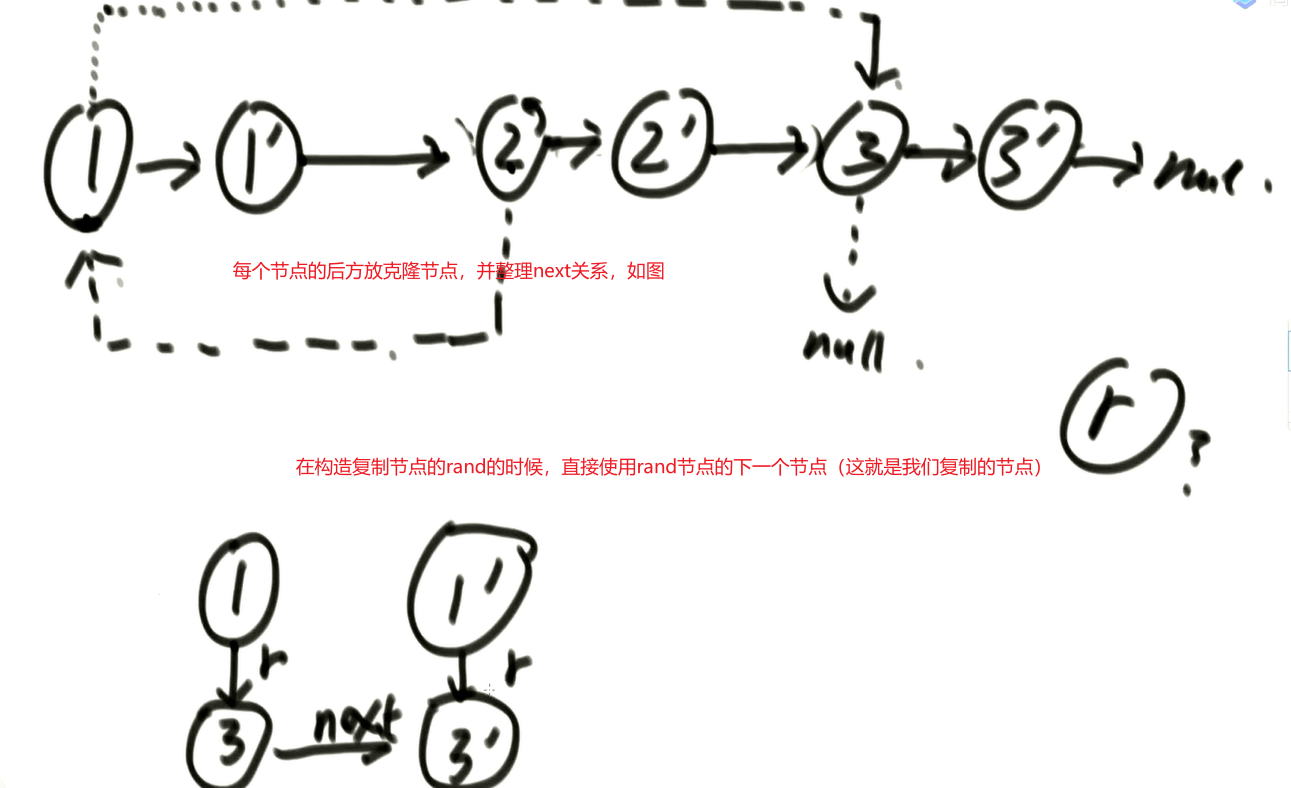 1 1' 2 2' 3 3' null.
每个节点的后方放克隆节点，并整理next关系，如图
null.
r ?
在构造复制节点的rand的时候，直接使用rand节点的下一个节点（这就是我们复制的节点）
1 1'
r r
next
3 3'